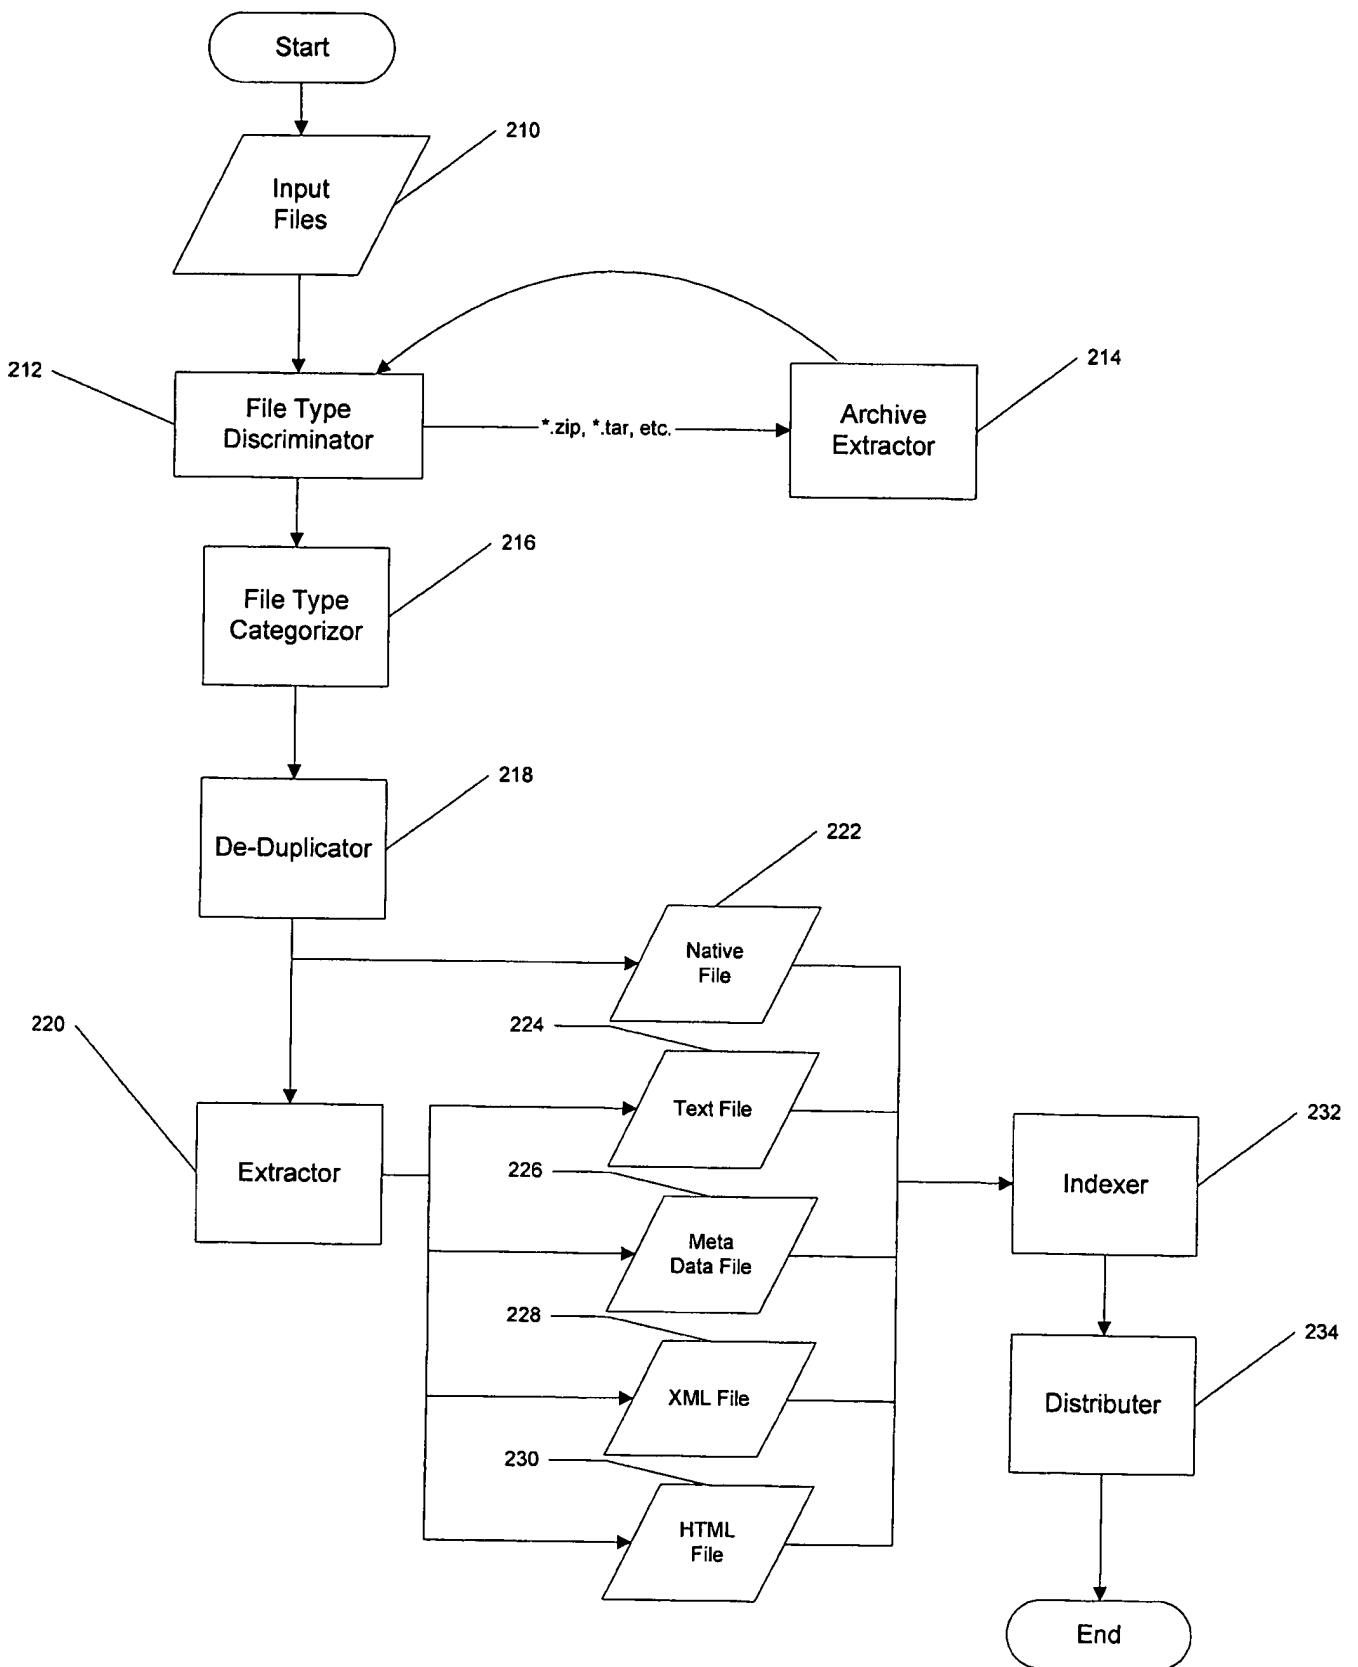 Start
210
Input
Files
212
File Type
Discriminator
*.zip, *.tar, etc.
214
Archive
Extractor
216
File Type
Categorizor
218
De-Duplicator
222
Native
File
220
224
Extractor
Text File
226
Meta
Data File
228
XML File
230
HTML
File
232
Indexer
234
Distributer
End